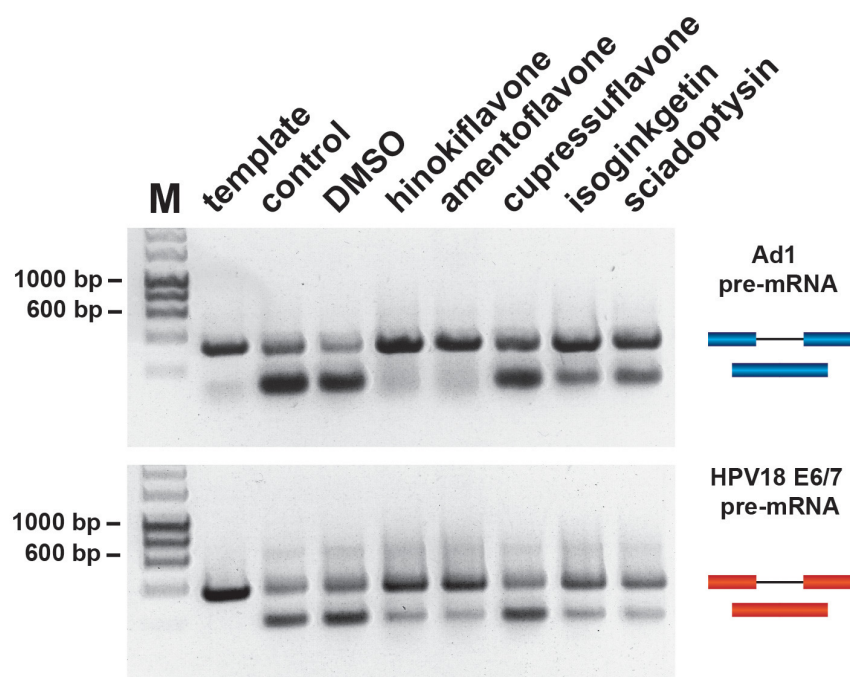 M
template
control
DMSO
hinokiflavone
amentoflavone
cupressuflavone
isoginkgetin
sciadoptysin
1000 bp –
600 bp –
Ad1
pre-mRNA
1000 bp –
600 bp –
HPV18 E6/7
pre-mRNA